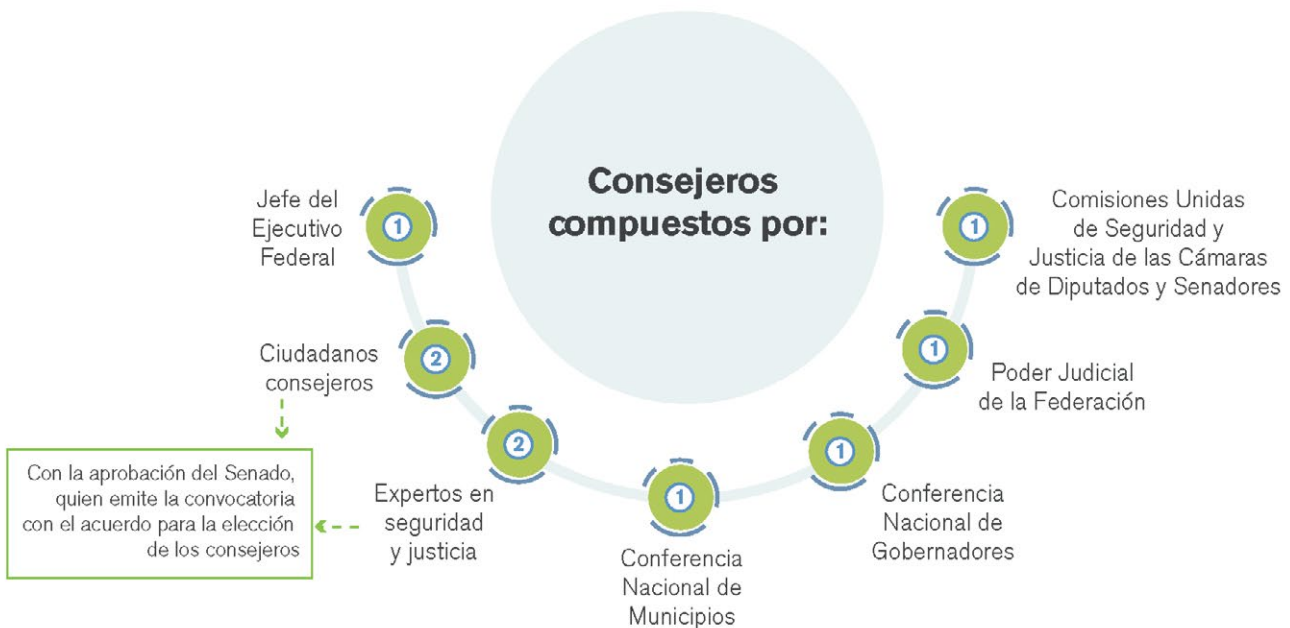 Consejeros
compuestos por:
Jefe del
Ejecutivo
Federal
1
Ciudadanos
consejeros
2
Con la aprobación del Senado,
quien emite la convocatoria
con el acuerdo para la elección
de los consejeros
Expertos en
seguridad
y justicia
2
Conferencia
Nacional de
Municipios
1
Conferencia
Nacional de
Gobernadores
1
Poder Judicial
de la Federación
1
Comisiones Unidas
de Seguridad y
Justicia de las Cámaras
de Diputados y Senadores
1